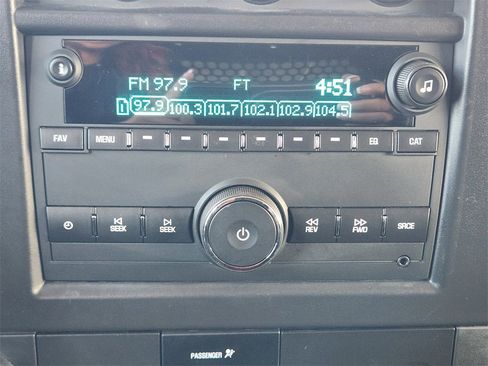 FM 97.9 FT 4:51
1 97.9 100.3 101.7 102.1 102.9 104.5
FAV MENU EQ CAT
SEEK SEEK REV FWD SRCE
PASSENGER